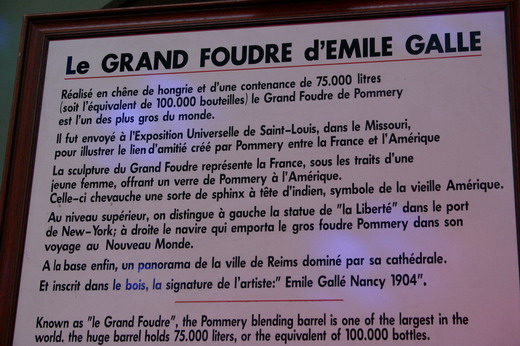 Le GRAND FOUDRE d'EMILE GALLE
Réalisé en chêne de hongrie et d'une contenance de 75.000 litres
(soit l'équivalent de 100.000 bouteilles) le Grand Foudre de Pommery
est l'un des plus gros du monde.
Il fut envoyé à l'Exposition Universelle de Saint-Louis, dans le Missouri,
pour illustrer le lien d'amitié créé par Pommery entre la France et l'Amérique
La sculpture du Grand Foudre représente la France, sous les traits d'une
jeune femme, offrant un verre de Pommery à l'Amérique.
Celle-ci chevauche une sorte de sphinx à tête d'indien, symbole de la vieille Amérique.
Au niveau supérieur, on distingue à gauche la statue de "la Liberté" dans le port
de New-York; à droite le navire qui emporta le gros foudre Pommery dans son
voyage au Nouveau Monde.
A la base enfin, un panorama de la ville de Reims dominé par sa cathédrale.
Et inscrit dans le bois, la signature de l'artiste:" Emile Gallé Nancy 1904".
Known as "le Grand Foudre", the Pommery blending barrel is one of the largest in the
world. the huge barrel holds 75.000 liters, or the equivalent of 100.000 bottles.